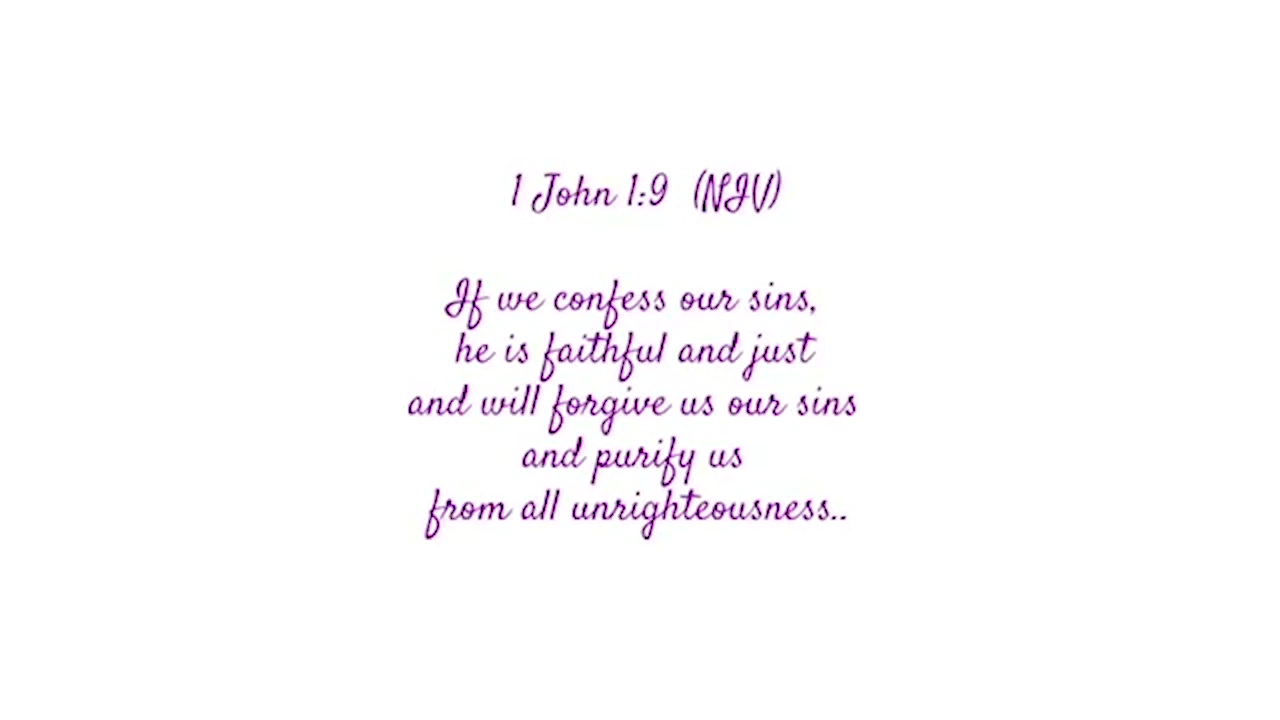 1 John 1:9 (NIV)
If we confess our sins,
he is faithful and just
and will forgive us our sins
and purify us
from all unrighteousness..